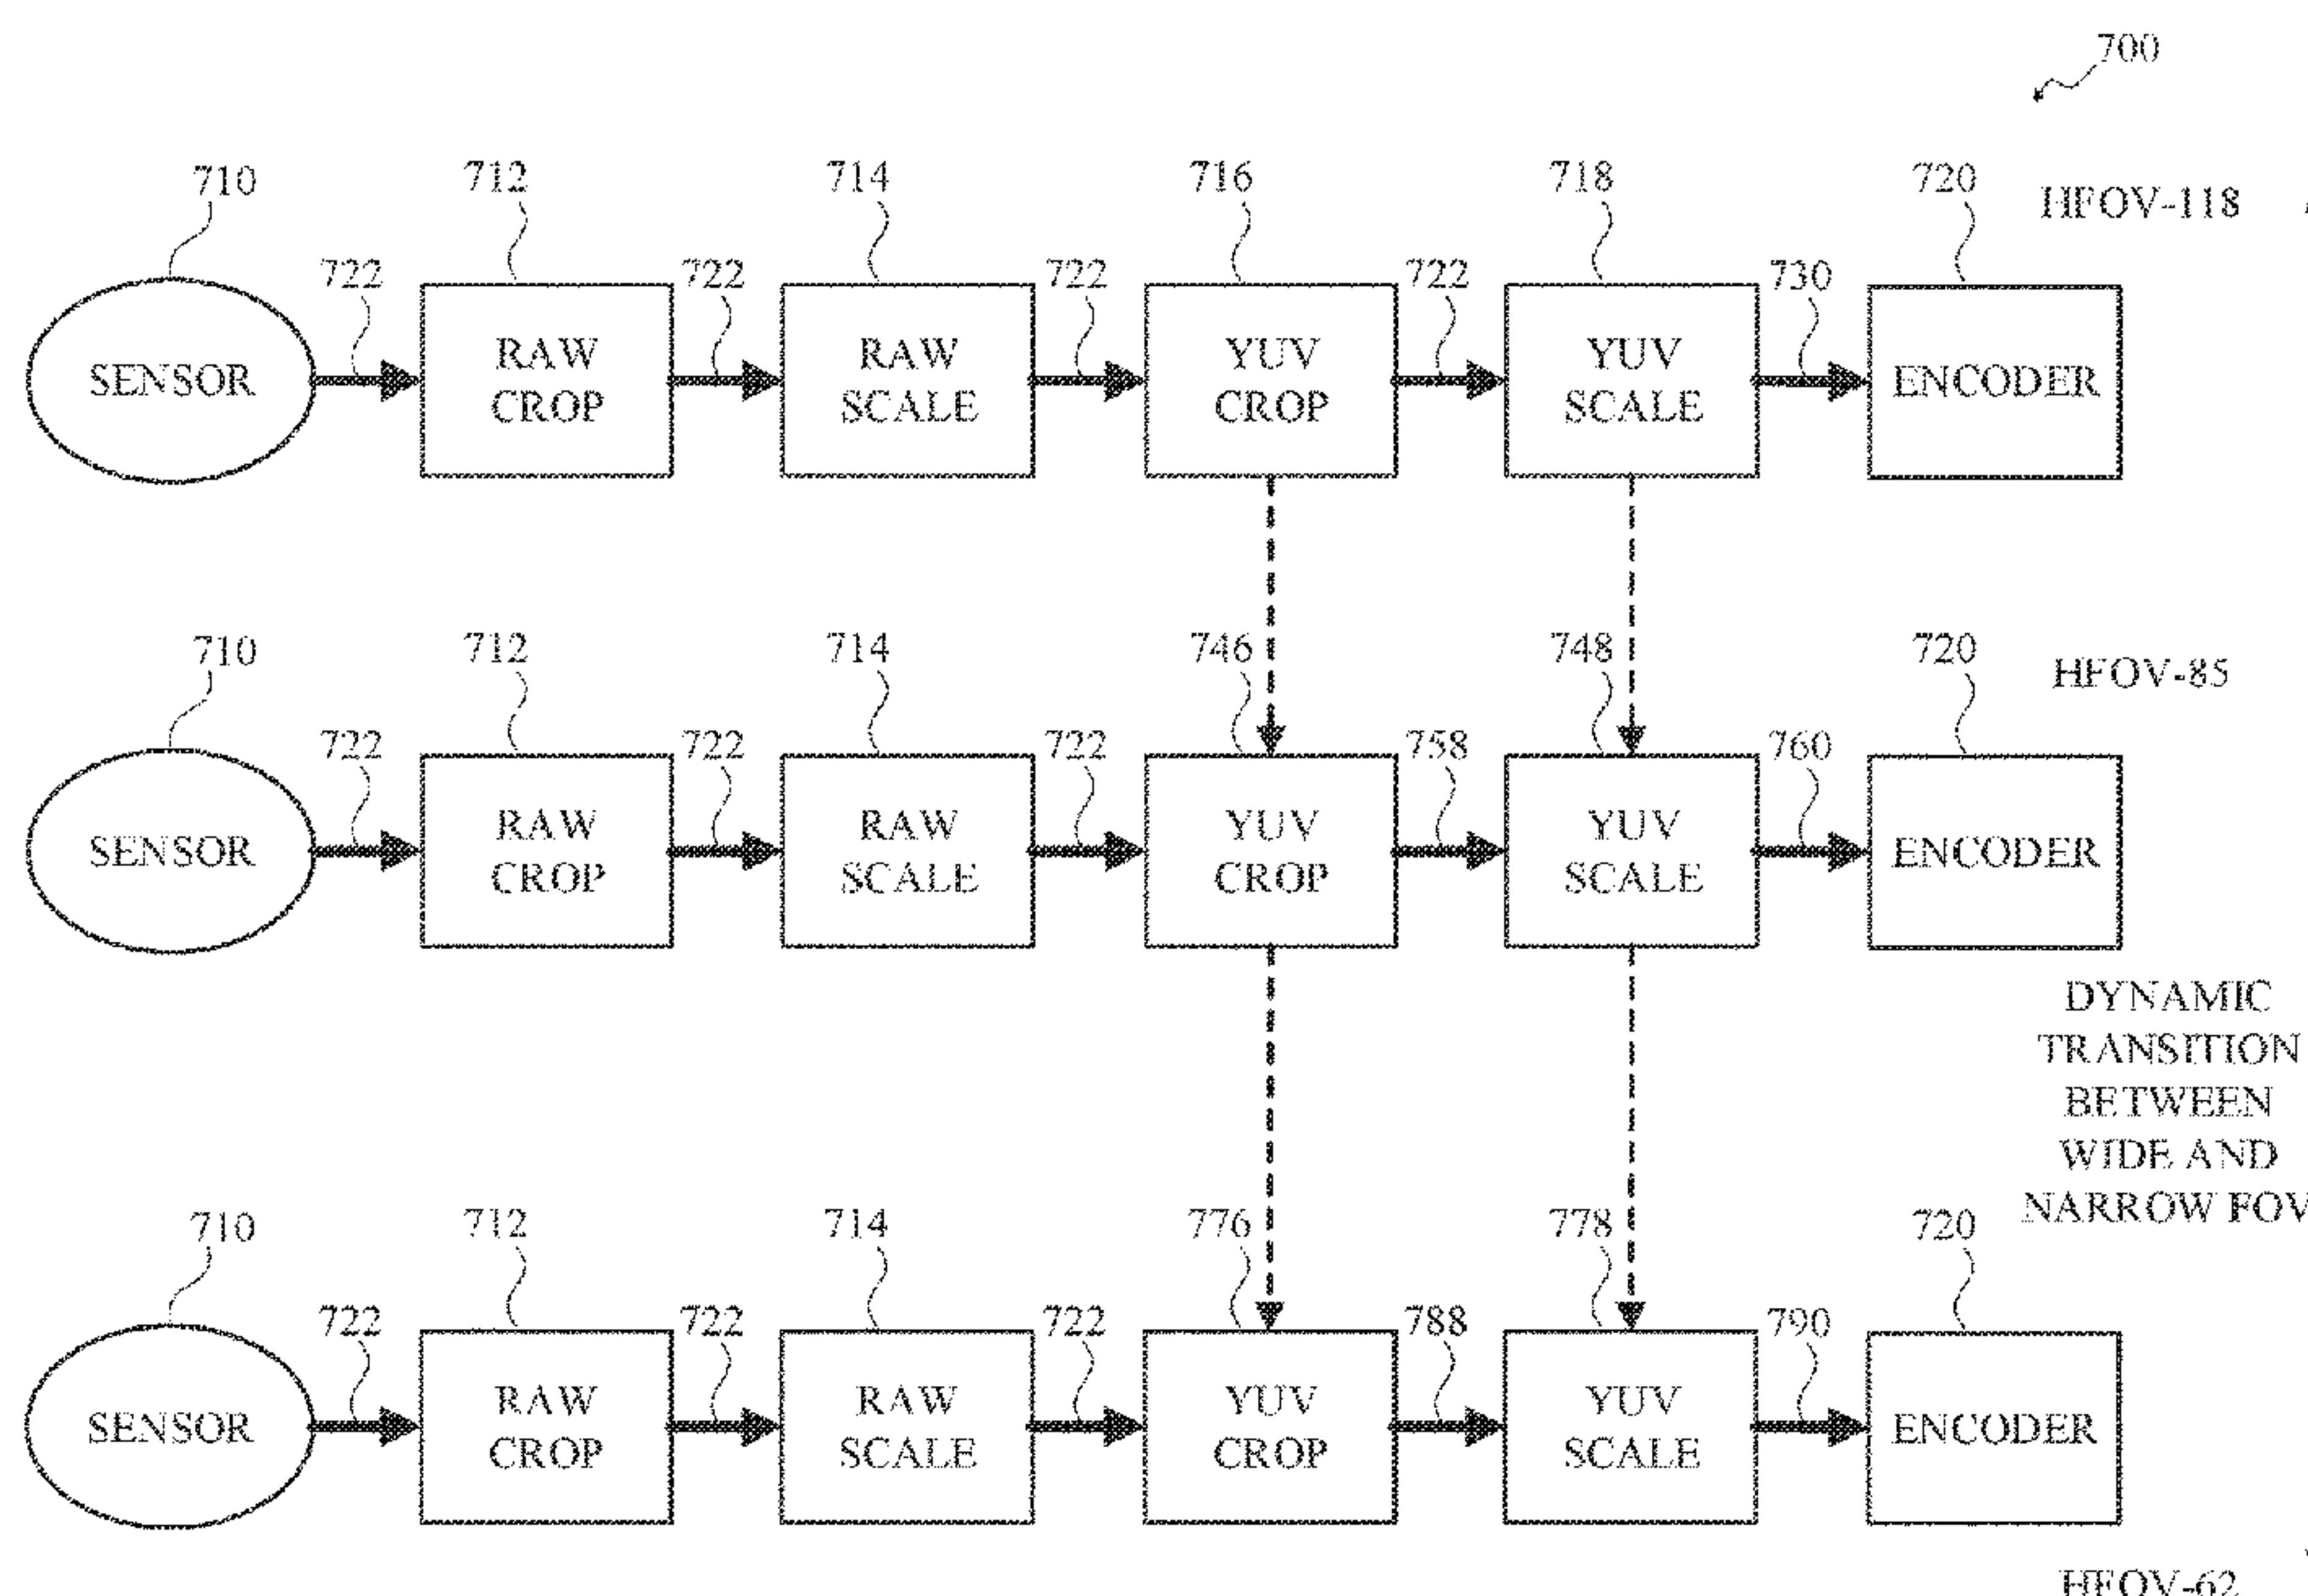 700
710
712
714
716
718
720
HFOV-118
722
722
722
722
730
SENSOR
RAW
CROP
RAW
SCALE
YUV
CROP
YUV
SCALE
ENCODER
710
712
714
746
748
720
HFOV-85
722
722
722
758
760
SENSOR
RAW
CROP
RAW
SCALE
YUV
CROP
YUV
SCALE
ENCODER
DYNAMIC
TRANSITION
BETWEEN
WIDE AND
NARROW FOV
710
712
714
776
778
720
722
722
722
788
790
SENSOR
RAW
CROP
RAW
SCALE
YUV
CROP
YUV
SCALE
ENCODER
HFOV-62